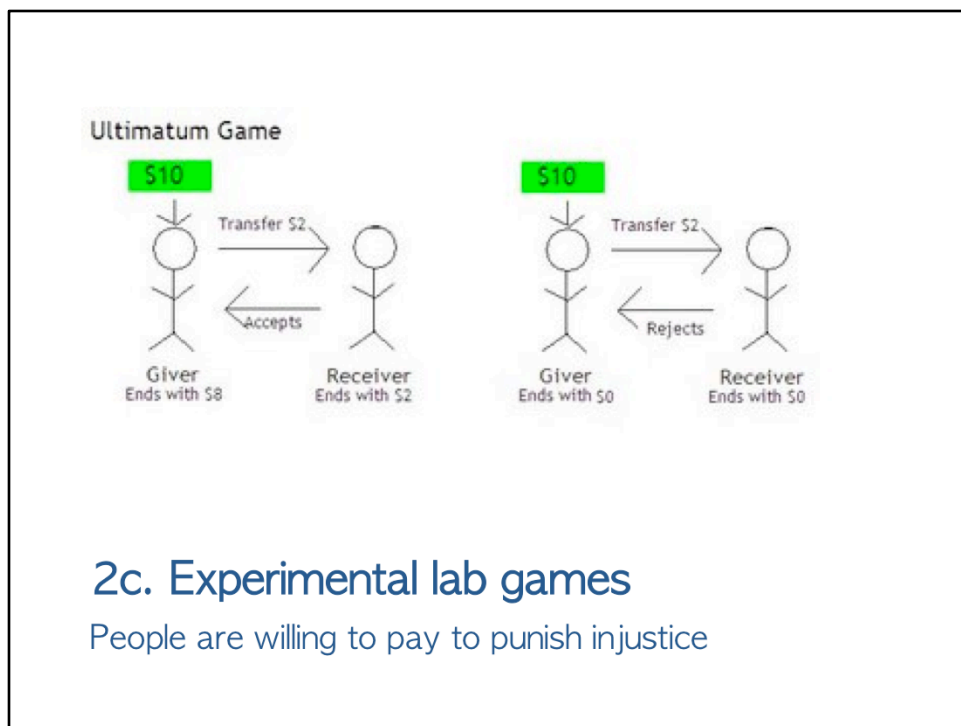 Ultimatum Game
$10
Transfer $2
Accepts
Giver
Ends with $8
Receiver
Ends with $2
$10
Transfer $2
Rejects
Giver
Ends with $0
Receiver
Ends with $0
2c. Experimental lab games
People are willing to pay to punish injustice